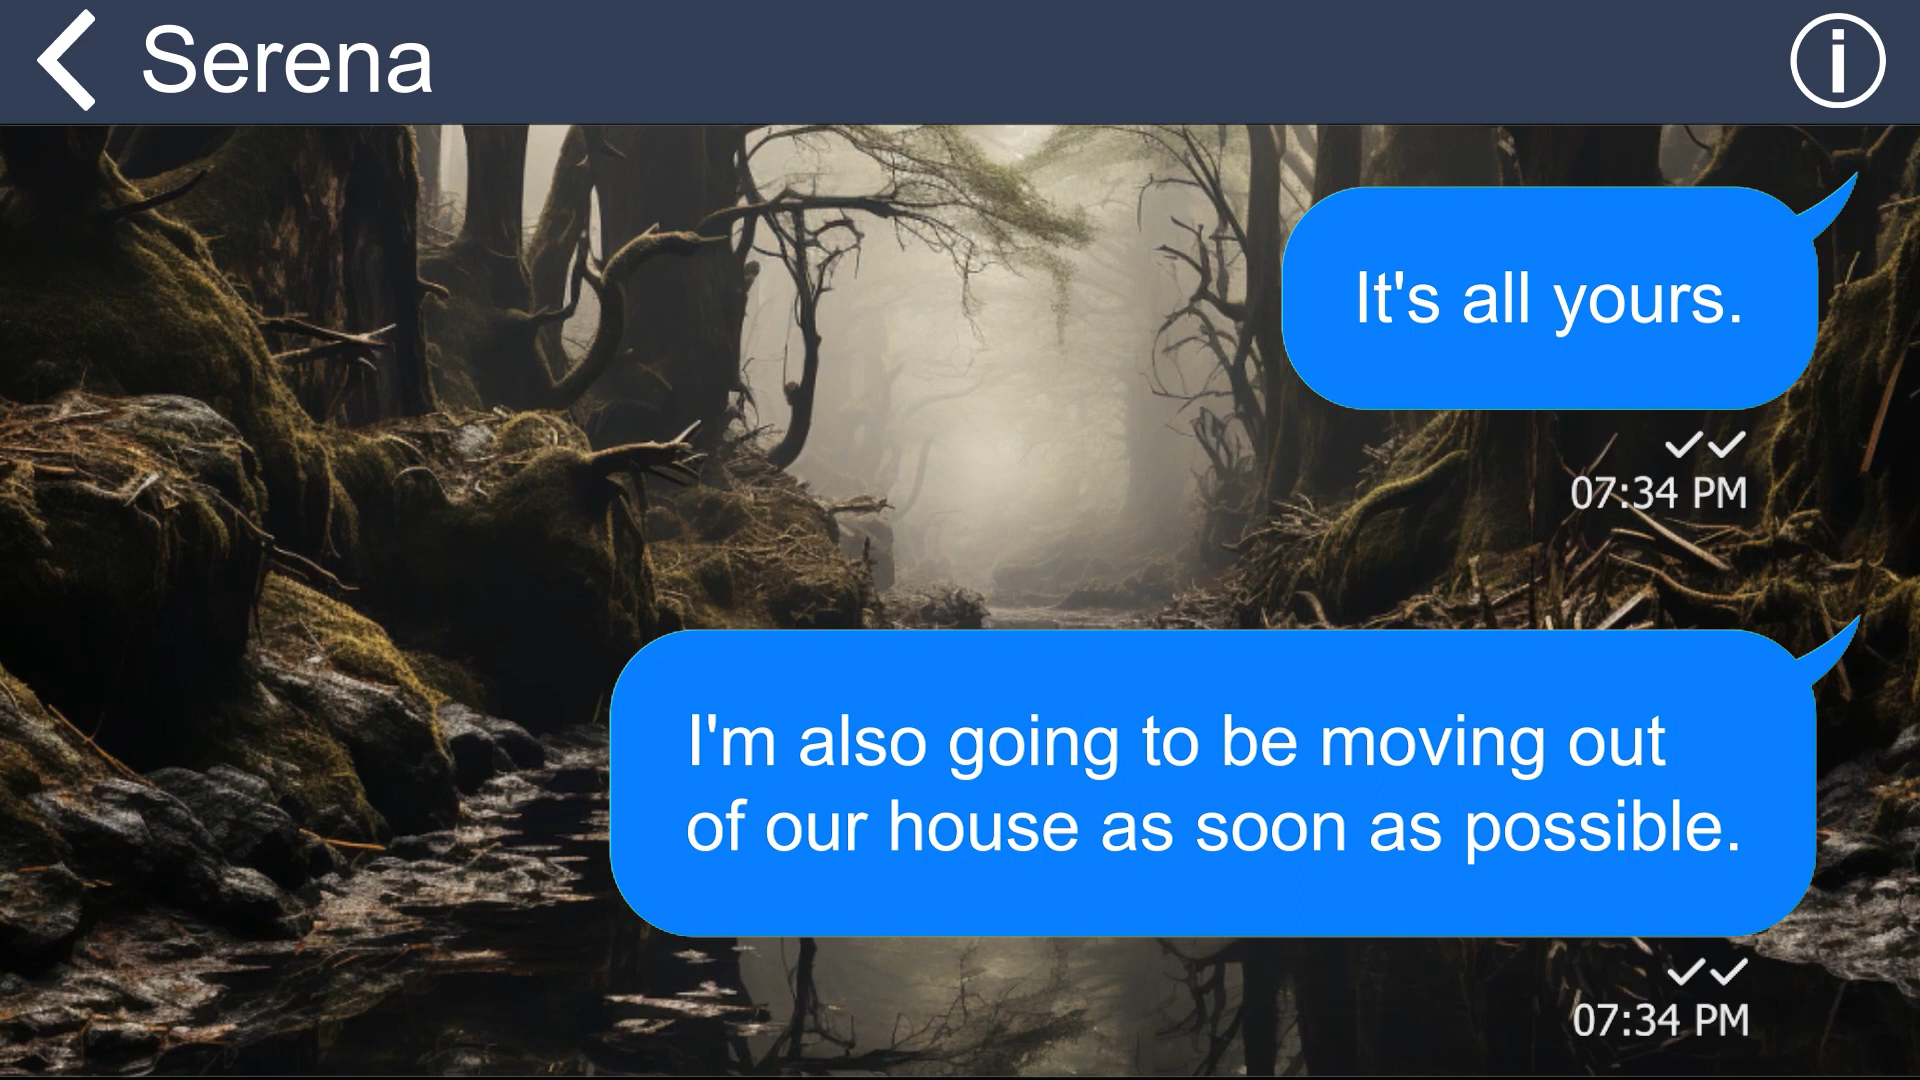 Serena
It's all yours.
07:34 PM
I'm also going to be moving out
of our house as soon as possible.
07:34 PM